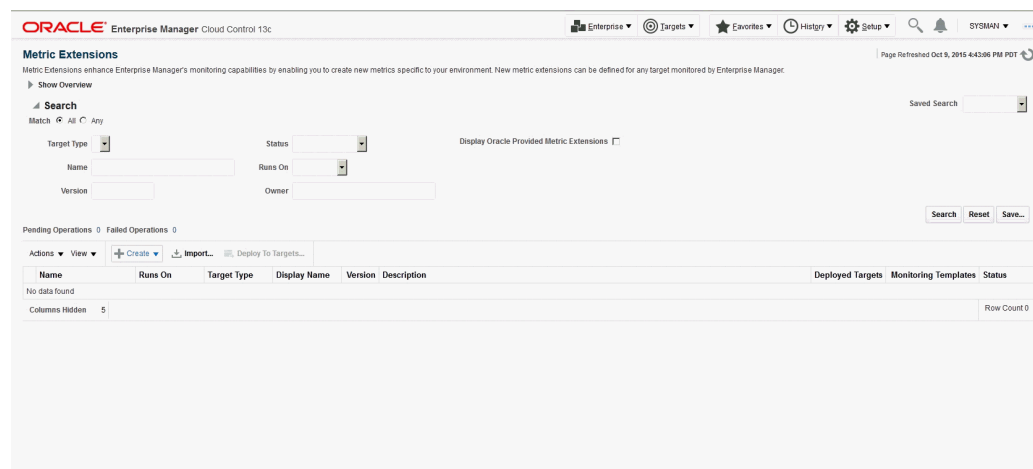 ORACLE Enterprise Manager Cloud Control 13c
Enterprise Targets Favorites History Setup SYSMAN
Metric Extensions
Page Refreshed Oct 9, 2015 4:43:06 PM PDT
Metric Extensions enhance Enterprise Manager's monitoring capabilities by enabling you to create new metrics specific to your environment. New metric extensions can be defined for any target monitored by Enterprise Manager.
Show Overview
Search
Saved Search
Match All Any
Target Type
Status
Display Oracle Provided Metric Extensions
Name
Runs On
Version
Owner
Search Reset Save...
Pending Operations 0 Failed Operations 0
Actions View Create Import... Deploy To Targets...
Name Runs On Target Type Display Name Version Description Deployed Targets Monitoring Templates Status
No data found
Columns Hidden 5
Row Count 0